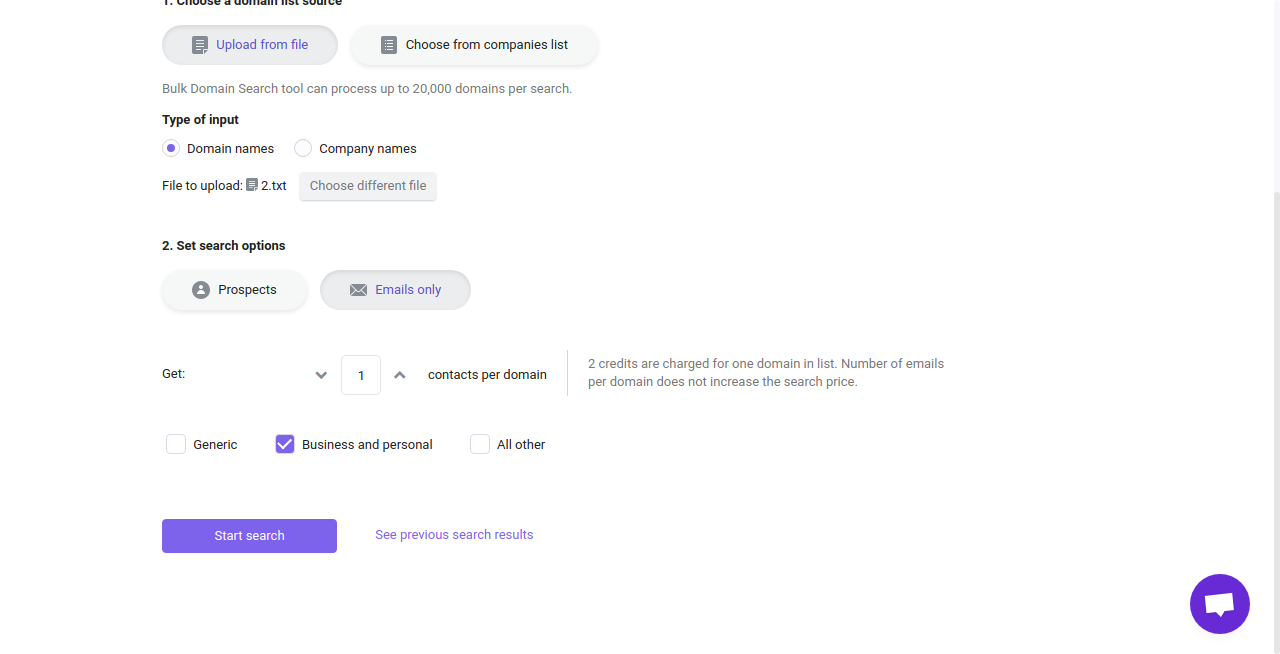 1. Choose a domain list source
Upload from file
Choose from companies list
Bulk Domain Search tool can process up to 20,000 domains per search.
Type of input
Domain names
Company names
File to upload: 2.txt
Choose different file
2. Set search options
Prospects
Emails only
Get:
1
contacts per domain
2 credits are charged for one domain in list. Number of emails
per domain does not increase the search price.
Generic
Business and personal
All other
Start search
See previous search results